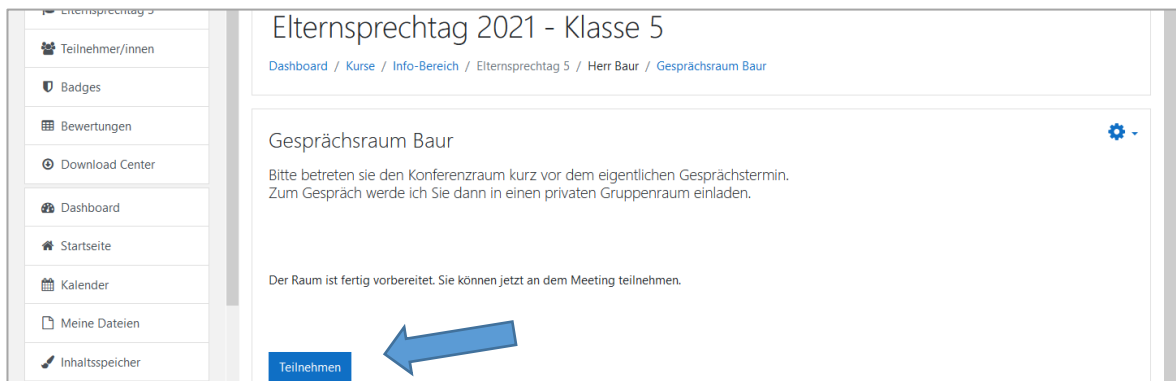 Elternsprechtag 5
Teilnehmer/innen
Badges
Bewertungen
Download Center
Dashboard
Startseite
Kalender
Meine Dateien
Inhaltsspeicher
Elternsprechtag 2021 - Klasse 5
Dashboard / Kurse / Info-Bereich / Elternsprechtag 5 / Herr Baur / Gesprächsraum Baur
Gesprächsraum Baur
Bitte betreten sie den Konferenzraum kurz vor dem eigentlichen Gesprächstermin.
Zum Gespräch werde ich Sie dann in einen privaten Gruppenraum einladen.
Der Raum ist fertig vorbereitet. Sie können jetzt an dem Meeting teilnehmen.
Teilnehmen